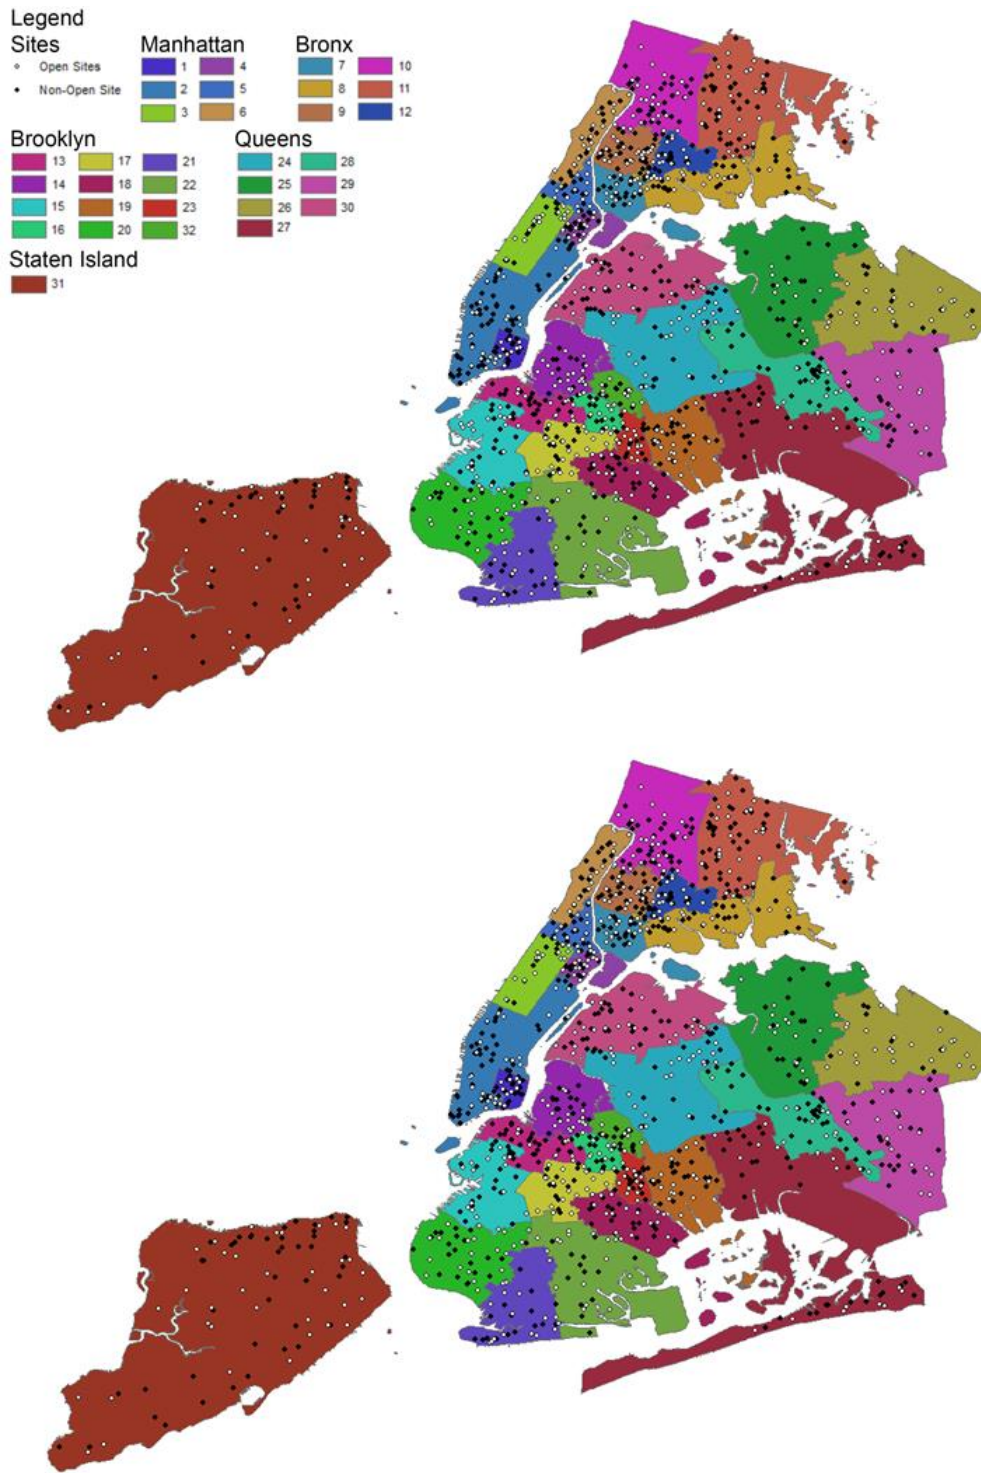 Legend
Sites Manhattan Bronx
Open Sites 1 4 7 10
Non-Open Site 2 5 8 11
3 6 9 12
Brooklyn Queens
13 17 21 24 28
14 18 22 25 29
15 19 23 26 30
16 20 32 27
Staten Island
31